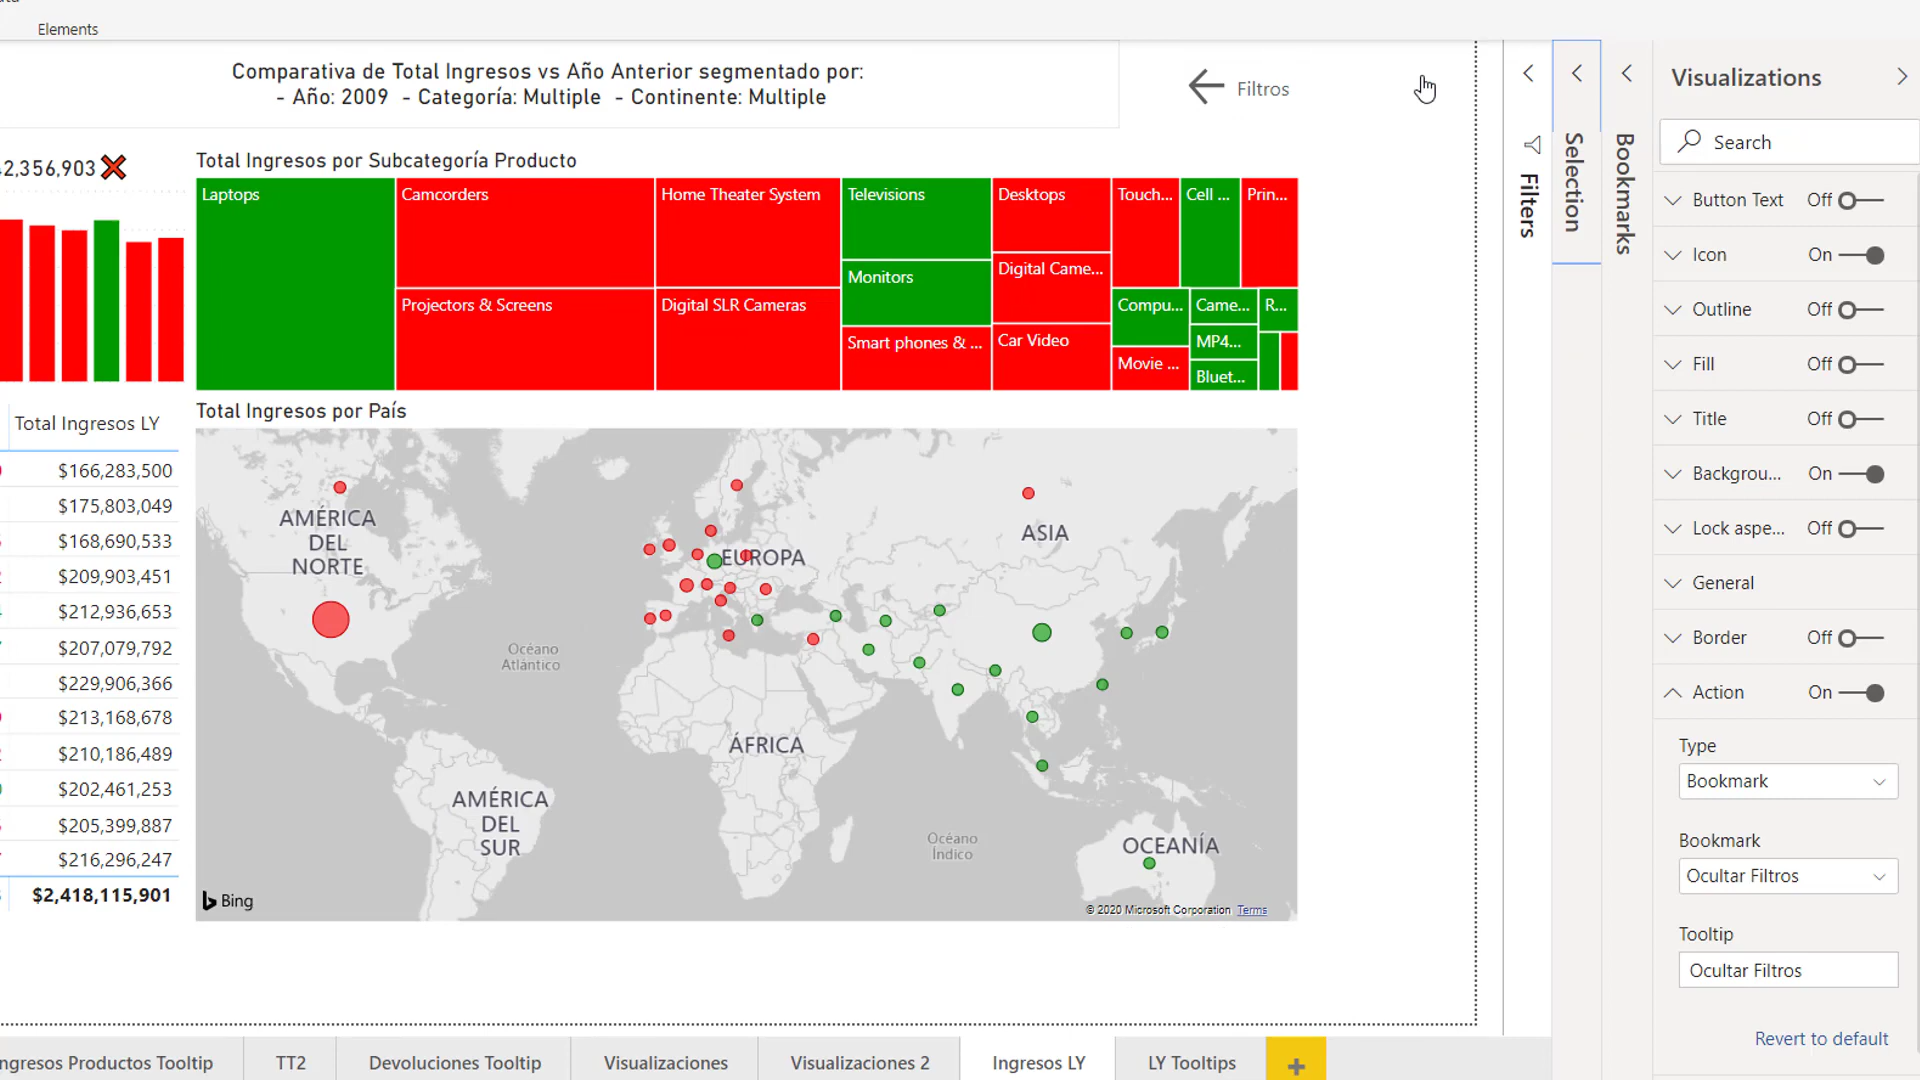 Elements
Comparativa de Total Ingresos vs Año Anterior segmentado por:
- Año: 2009 - Categoría: Multiple - Continente: Multiple
Filtros
2,356,903
Total Ingresos por Subcategoría Producto
Laptops
Camcorders
Projectors & Screens
Home Theater System
Digital SLR Cameras
Televisions
Monitors
Smart phones & ...
Desktops
Digital Came...
Car Video
Touch...
Cell ...
Prin...
Compu...
Movie ...
Came...
MP4...
Bluet...
R...
Total Ingresos LY
$166,283,500
$175,803,049
$168,690,533
$209,903,451
$212,936,653
$207,079,792
$229,906,366
$213,168,678
$210,186,489
$202,461,253
$205,399,887
$216,296,247
$2,418,115,901
Total Ingresos por País
AMÉRICA
DEL
NORTE
EUROPA
ASIA
Océano
Atlántico
ÁFRICA
AMÉRICA
DEL
SUR
Océano
Índico
OCEANÍA
Bing
© 2020 Microsoft Corporation Terms
Filters
Selection
Bookmarks
Visualizations
Search
Button Text Off
Icon On
Outline Off
Fill Off
Title Off
Backgrou... On
Lock aspe... Off
General
Border Off
Action On
Type
Bookmark
Bookmark
Ocultar Filtros
Tooltip
Ocultar Filtros
Revert to default
ngresos Productos Tooltip
TT2
Devoluciones Tooltip
Visualizaciones
Visualizaciones 2
Ingresos LY
LY Tooltips
+